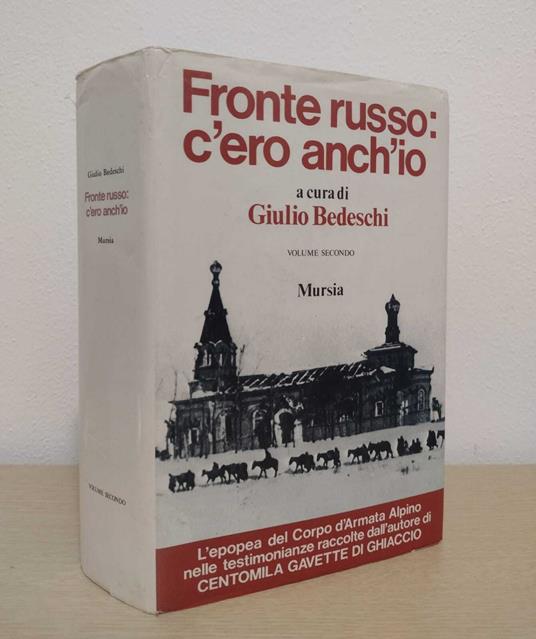 Giulio Bedeschi
Fronte russo:
c'ero anch'io
Mursia
VOLUME SECONDO
Fronte russo:
c'ero anch'io
a cura di
Giulio Bedeschi
VOLUME SECONDO
Mursia
L'epopea del Corpo d'Armata Alpino
nelle testimonianze raccolte dall'autore di
CENTOMILA GAVETTE DI GHIACCIO